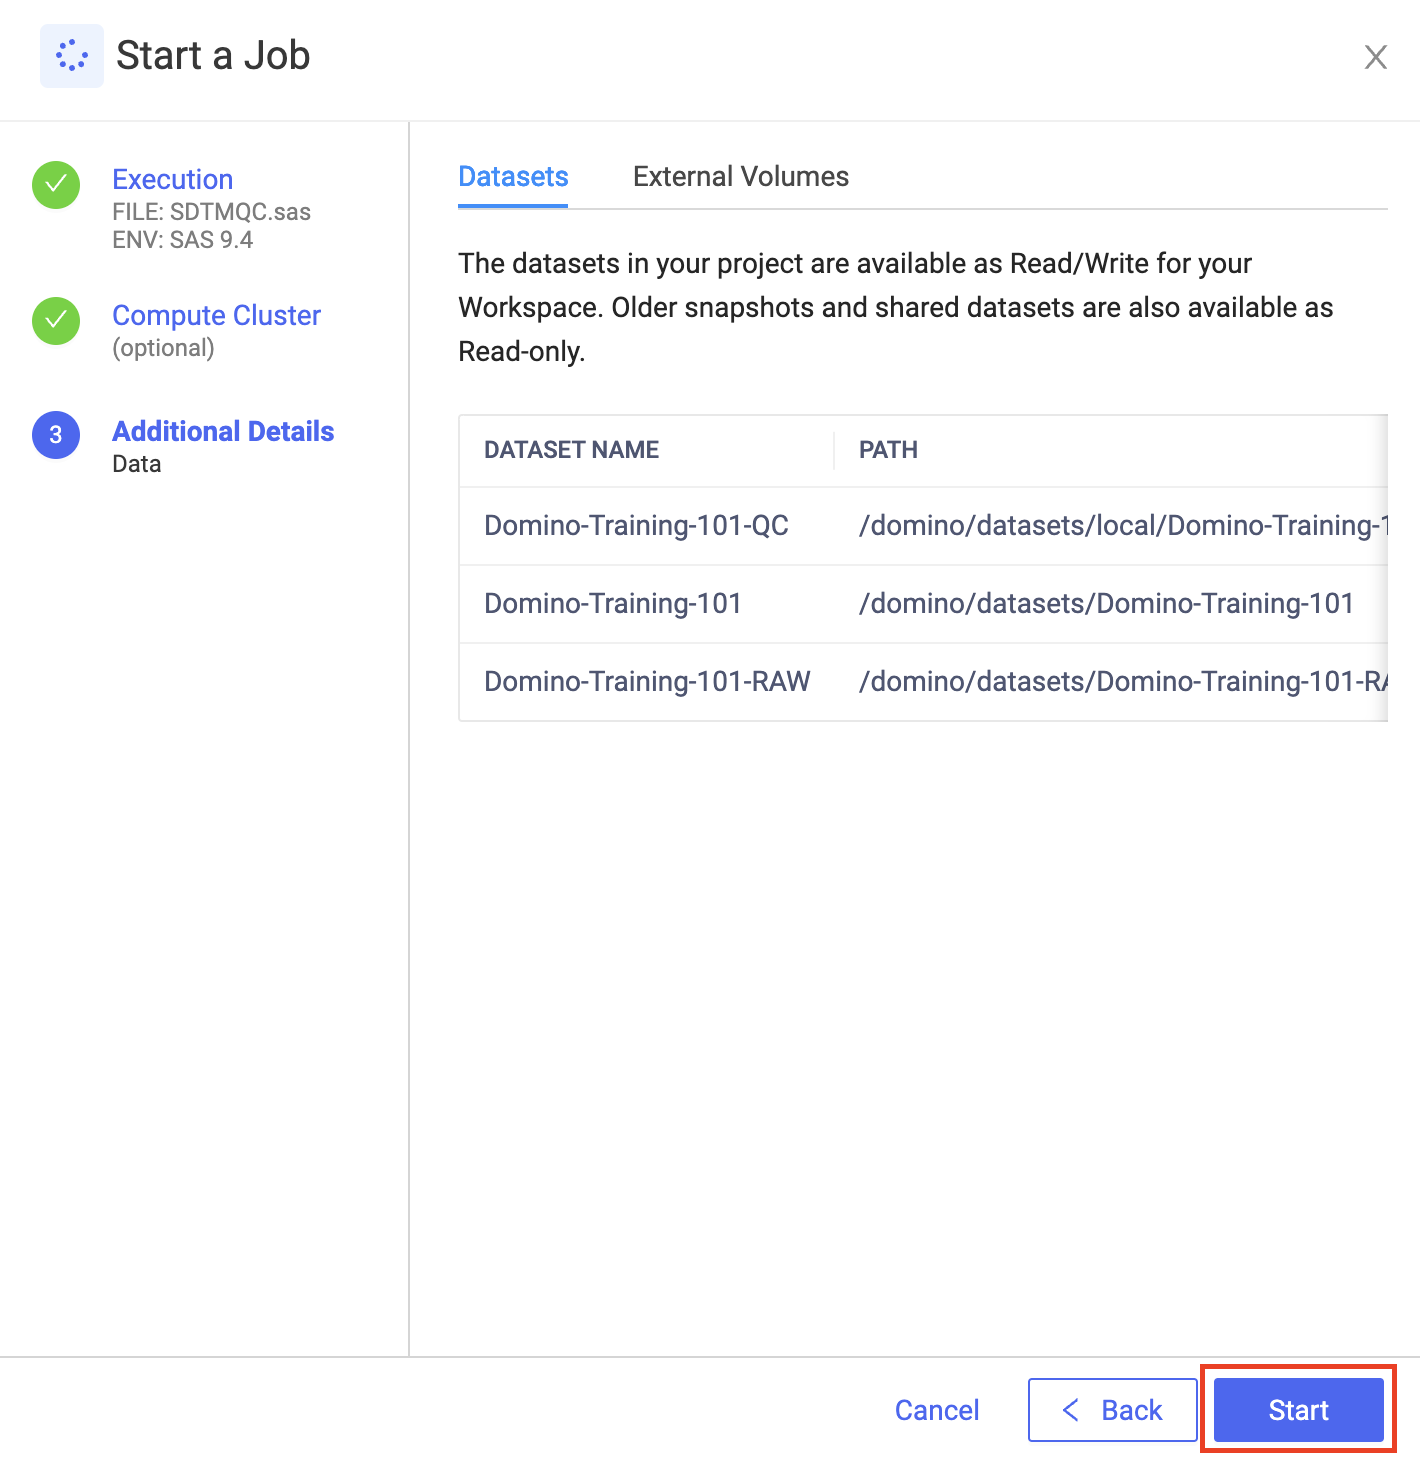 Start a Job
Execution
FILE: SDTMQC.sas
ENV: SAS 9.4
Compute Cluster
(optional)
3
Additional Details
Data
Datasets External Volumes
The datasets in your project are available as Read/Write for your
Workspace. Older snapshots and shared datasets are also available as
Read-only.
DATASET NAME PATH
Domino-Training-101-QC /domino/datasets/local/Domino-Training-1
Domino-Training-101 /domino/datasets/Domino-Training-101
Domino-Training-101-RAW /domino/datasets/Domino-Training-101-RA
Cancel Back Start